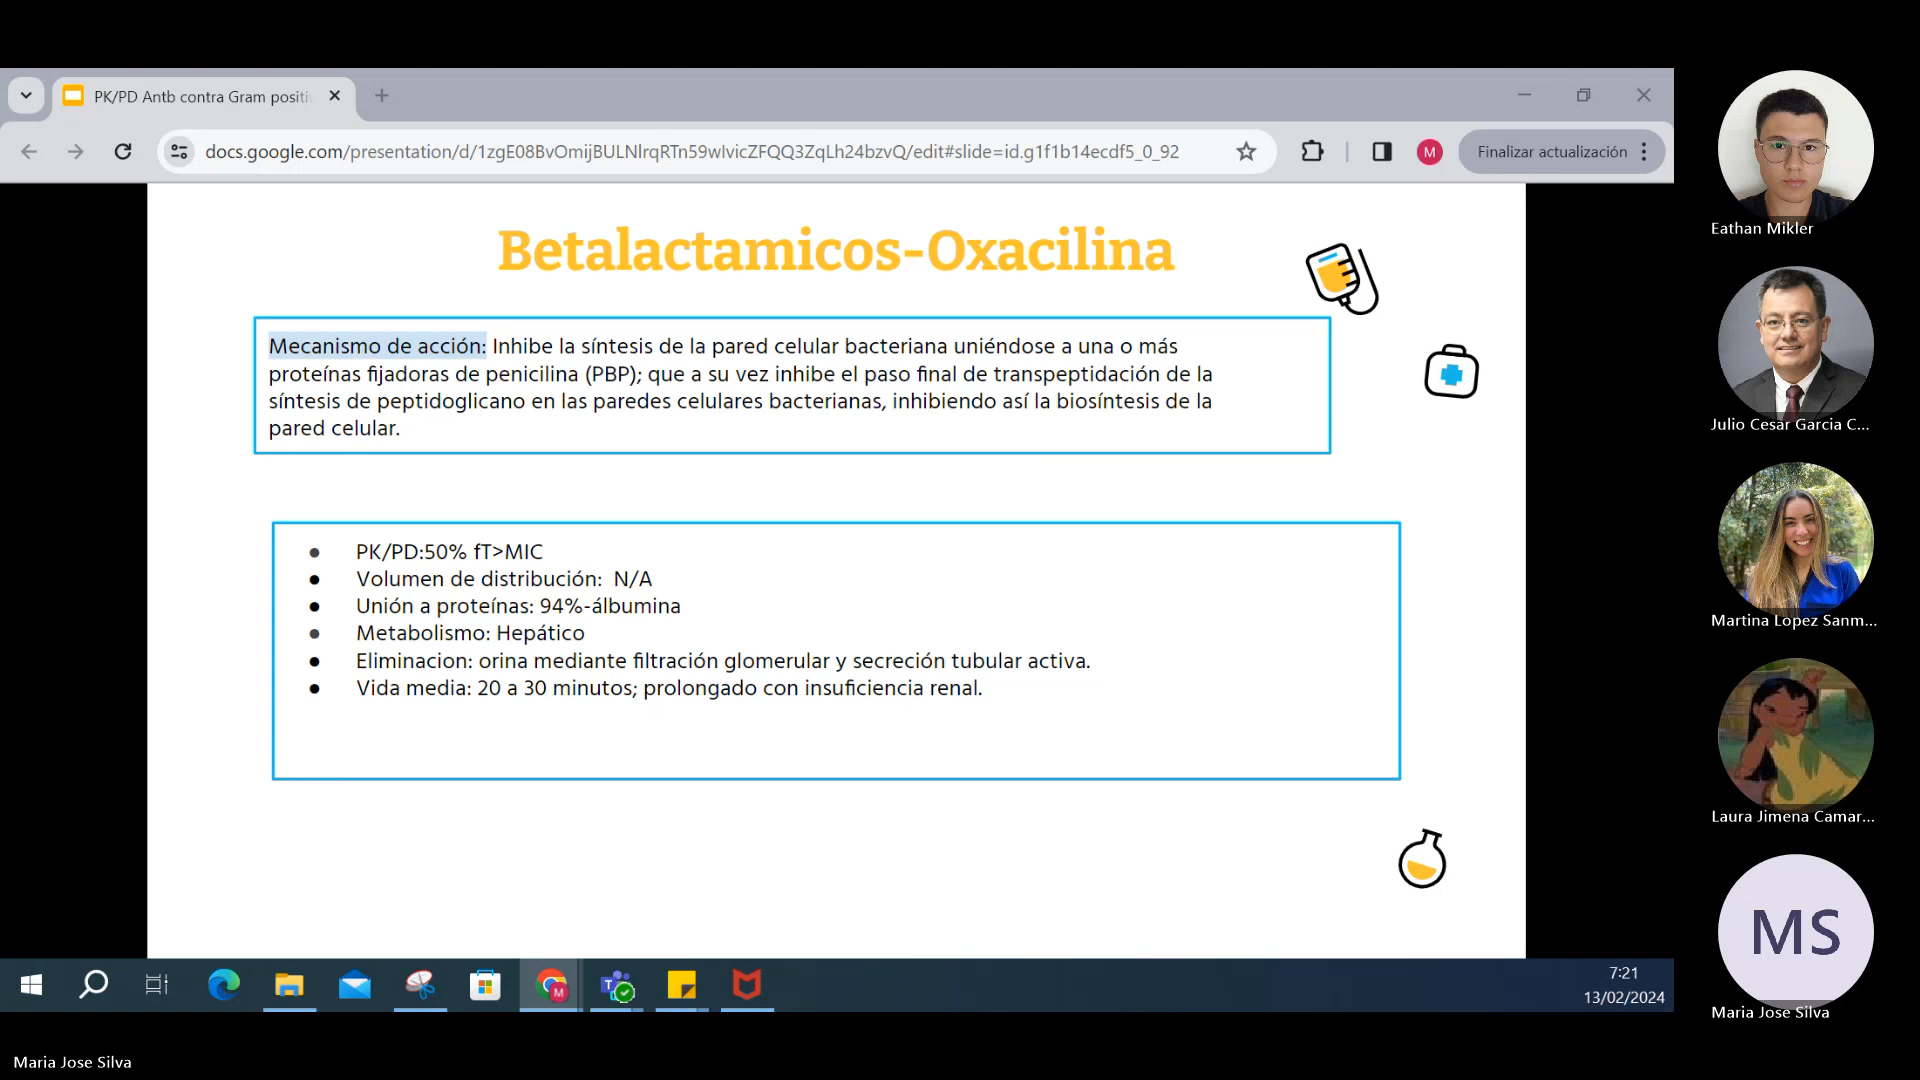 PK/PD Antb contra Gram positi
docs.google.com/presentation/d/1zgE08BvOmijBULNlrqRTn59wIvicZFQQ3ZqLh24bzvQ/edit#slide=id.g1f1b14ecdf5_0_92
M
Finalizar actualización
Betalactamicos-Oxacilina
Mecanismo de acción: Inhibe la síntesis de la pared celular bacteriana uniéndose a una o más
proteínas fijadoras de penicilina (PBP); que a su vez inhibe el paso final de transpeptidación de la
síntesis de peptidoglicano en las paredes celulares bacterianas, inhibiendo así la biosíntesis de la
pared celular.
● PK/PD:50% fT>MIC
● Volumen de distribución: N/A
● Unión a proteínas: 94%-álbumina
● Metabolismo: Hepático
● Eliminacion: orina mediante filtración glomerular y secreción tubular activa.
● Vida media: 20 a 30 minutos; prolongado con insuficiencia renal.
7:21
13/02/2024
Maria Jose Silva
Eathan Mikler
Julio Cesar Garcia C...
Martina Lopez Sanm...
Laura Jimena Camar...
MS
Maria Jose Silva